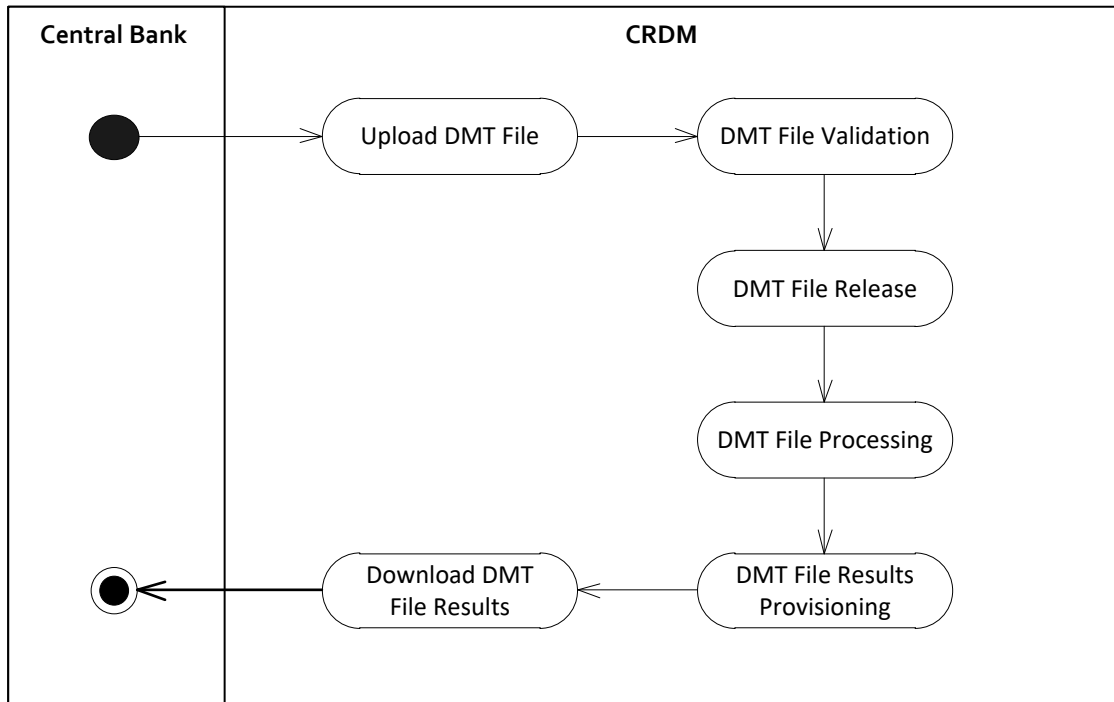 Central Bank
CRDM
Upload DMT File
DMT File Validation
DMT File Release
DMT File Processing
Download DMT
File Results
DMT File Results
Provisioning